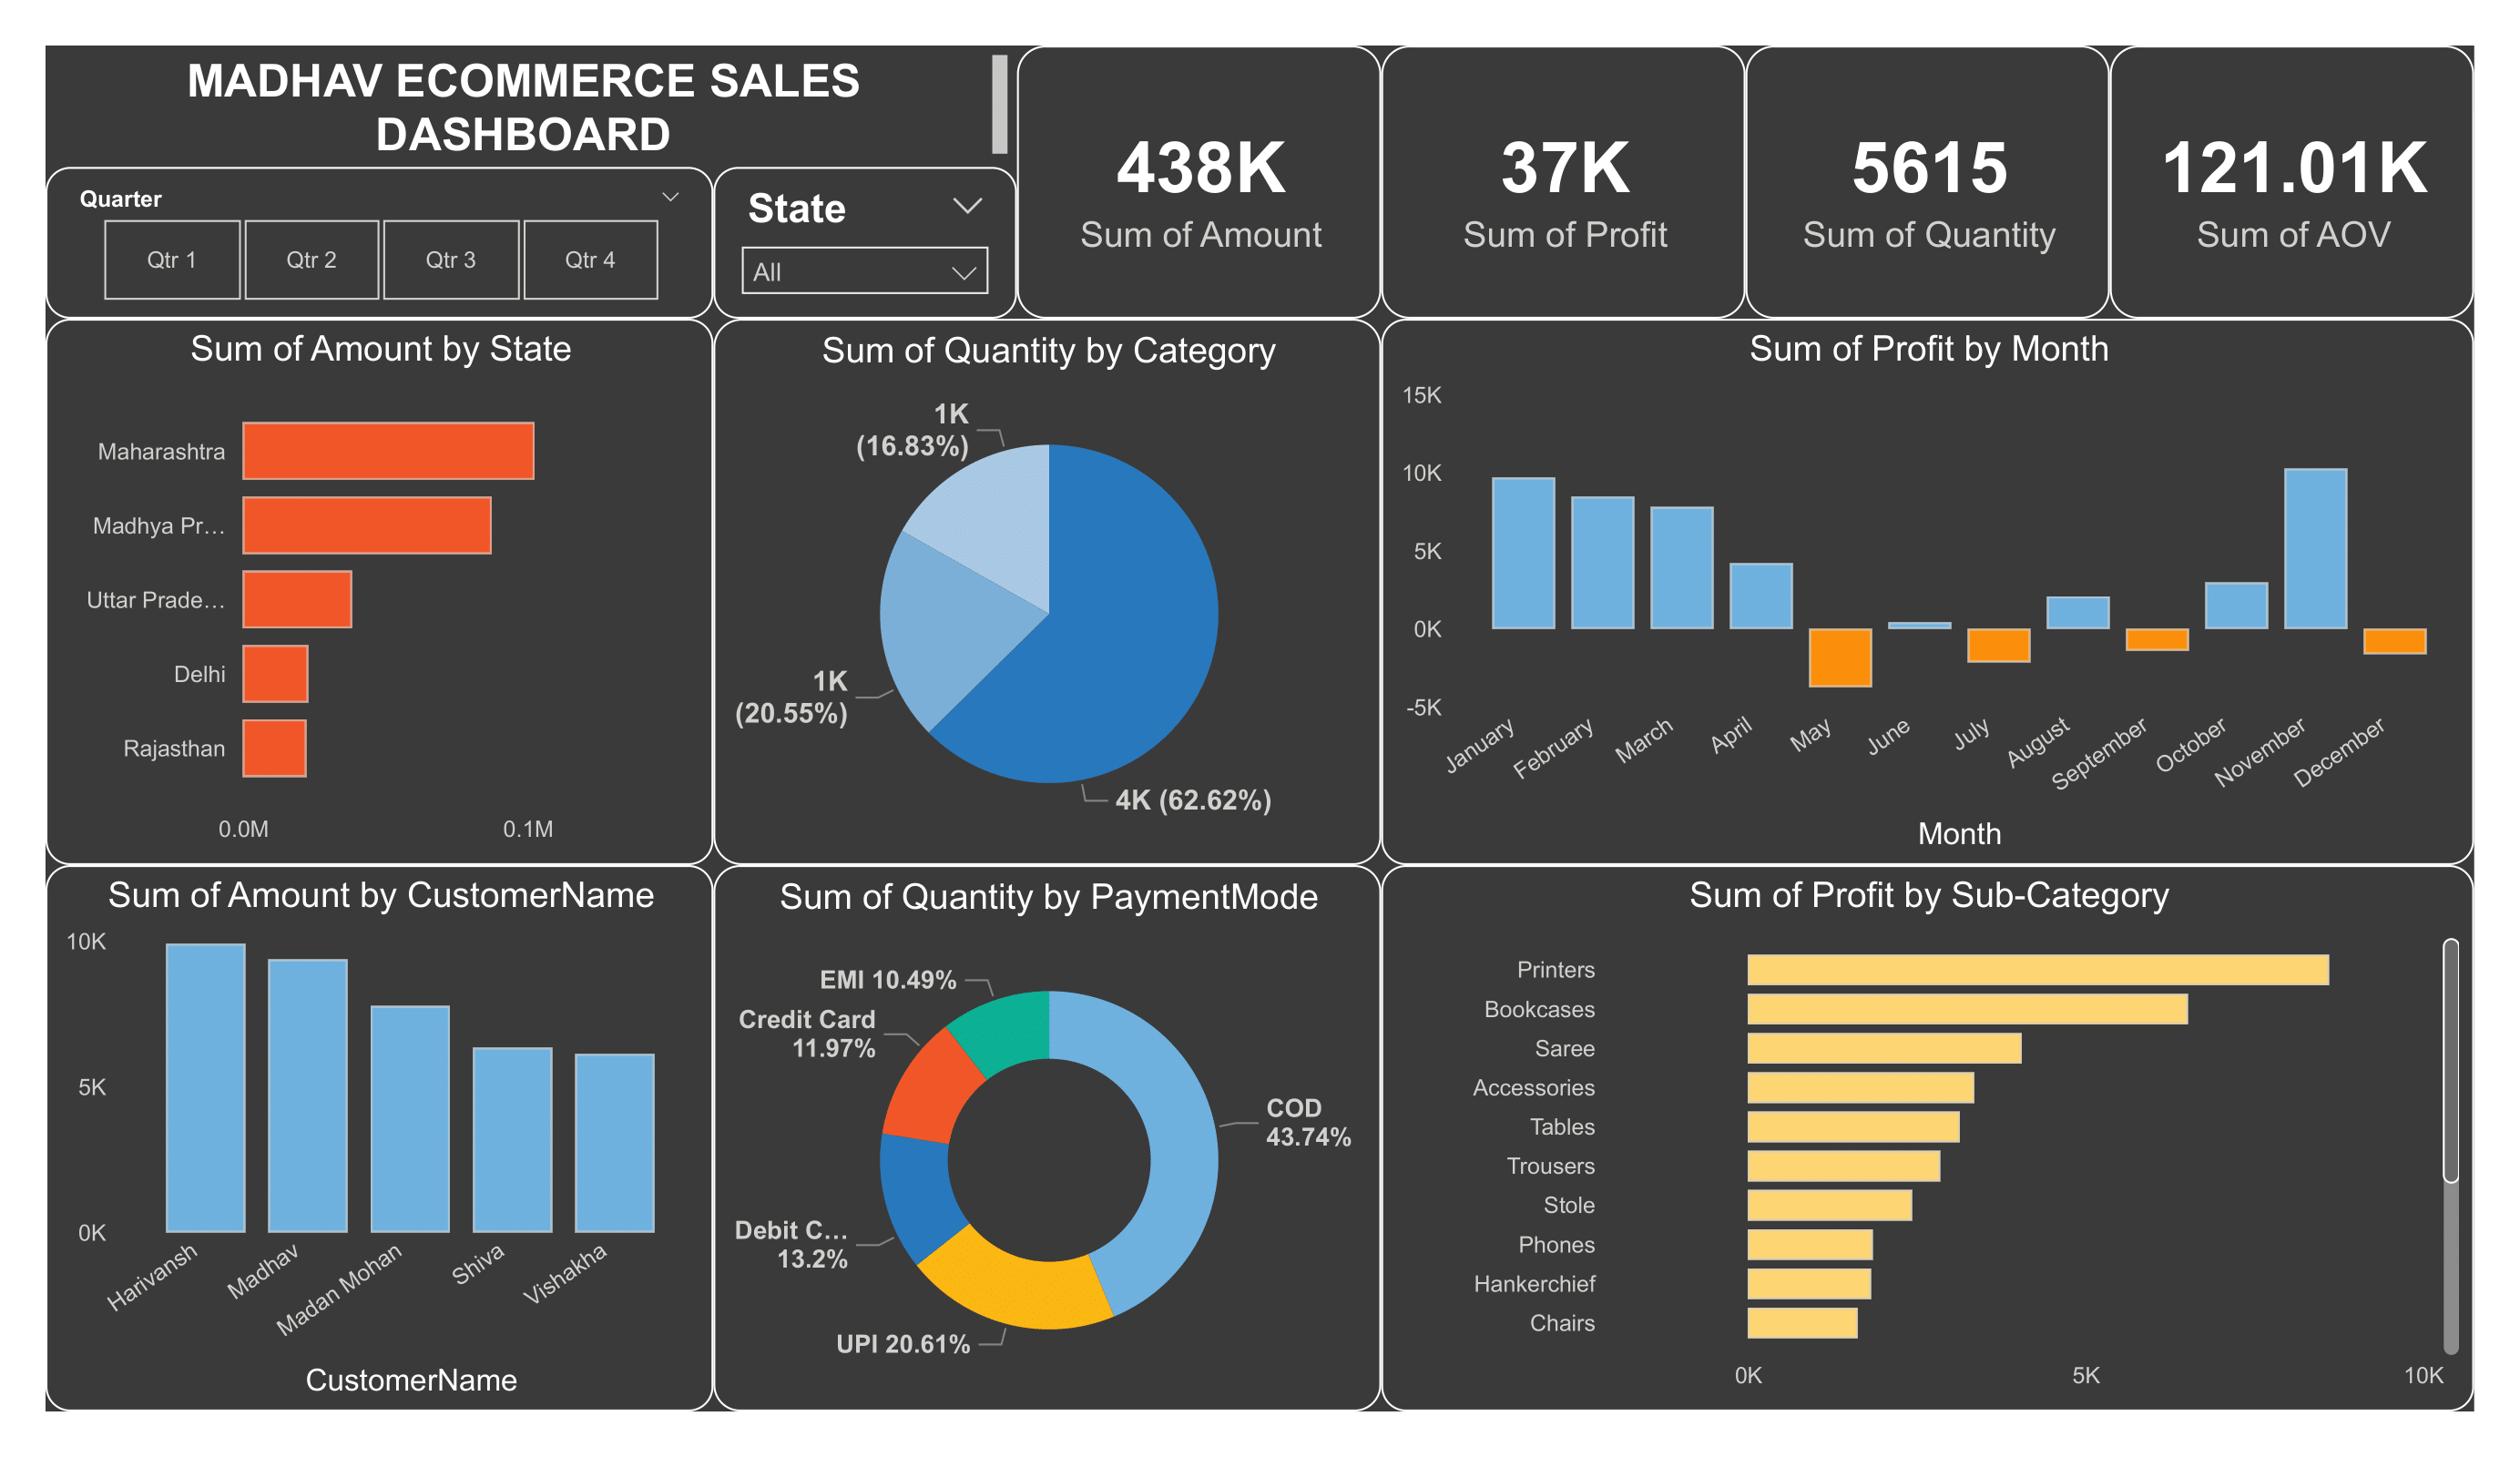 MADHAV ECOMMERCE SALES
DASHBOARD
Quarter
Qtr 1
Qtr 2
Qtr 3
Qtr 4
State
All
438K
Sum of Amount
37K
Sum of Profit
5615
Sum of Quantity
121.01K
Sum of AOV
Sum of Amount by State
Maharashtra
Madhya Pr…
Uttar Prade…
Delhi
Rajasthan
0.0M
0.1M
Sum of Quantity by Category
1K
(16.83%)
1K
(20.55%)
4K (62.62%)
Sum of Profit by Month
15K
10K
5K
0K
-5K
January
February
March
April
May
June
July
August
September
October
November
December
Month
Sum of Amount by CustomerName
10K
5K
0K
Harivansh
Madhav
Madan Mohan
Shiva
Vishakha
CustomerName
Sum of Quantity by PaymentMode
EMI 10.49%
Credit Card
11.97%
COD
43.74%
Debit C…
13.2%
UPI 20.61%
Sum of Profit by Sub-Category
Printers
Bookcases
Saree
Accessories
Tables
Trousers
Stole
Phones
Hankerchief
Chairs
0K
5K
10K